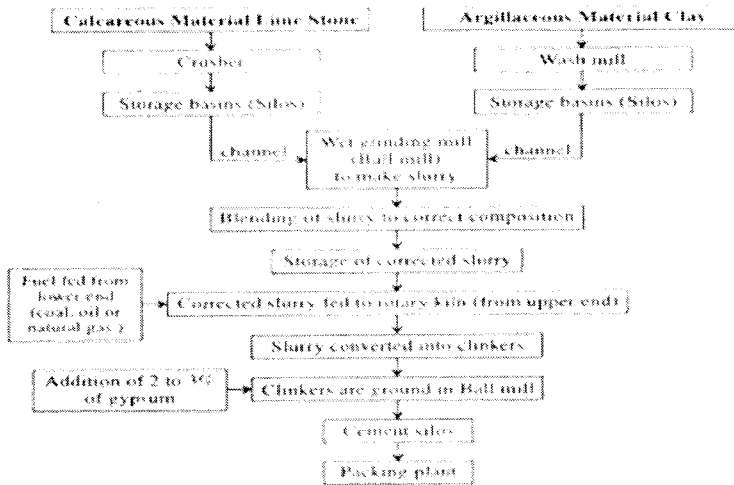 Calcareous Material Lime Stone
Argillaceous Material Clay
Crusher
Wash mill
Storage basins (Silos)
Storage basins (Silos)
channel
Wet grinding mill
(Ball mill)
to make slurry
channel
Blending of slurry to correct composition
Storage of corrected slurry
Fuel fed from
lower end
(coal, oil or
natural gas)
Corrected slurry fed to rotary kiln (from upper end)
Slurry converted into clinkers
Addition of 2 to 3%
of gypsum
Clinkers are ground in Ball mill
Cement silos
Packing plant